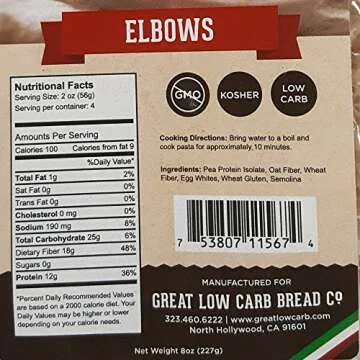 ELBOWS
Nutritional Facts
Serving Size: 2 oz (56g)
Serving per container: 4
Amounts Per Serving
Calories 100 Calories from fat 9
%Daily Value*
Total Fat 1g 2%
Sat Fat 0g 0%
Trans Fat 0g 0%
Cholesterol 0 mg 0%
Sodium 190 mg 8%
Total Carbohydrate 25g 6%
Dietary Fiber 18g 48%
Sugars 0g
Protein 12g 36%
*Percent Daily Recommended Values
are based on a 2000 calorie diet. Your
Daily Values may be higher or lower
depending on total calories.
GMO
KOSHER
LOW
CARB
Cooking Directions: Bring water to a boil and
cook pasta for approximately, 10 minutes.
Ingredients: Pea Protein Isolate, Oat Fiber, Wheat
Fiber, Egg Whites, Wheat Gluten, Semolina
7 53807 11567 4
MANUFACTURED FOR
GREAT LOW CARB BREAD CO
323.460.6222 • www.greatlowcarb.com
North Hollywood, CA 91601
Net Weight 8oz (227g)